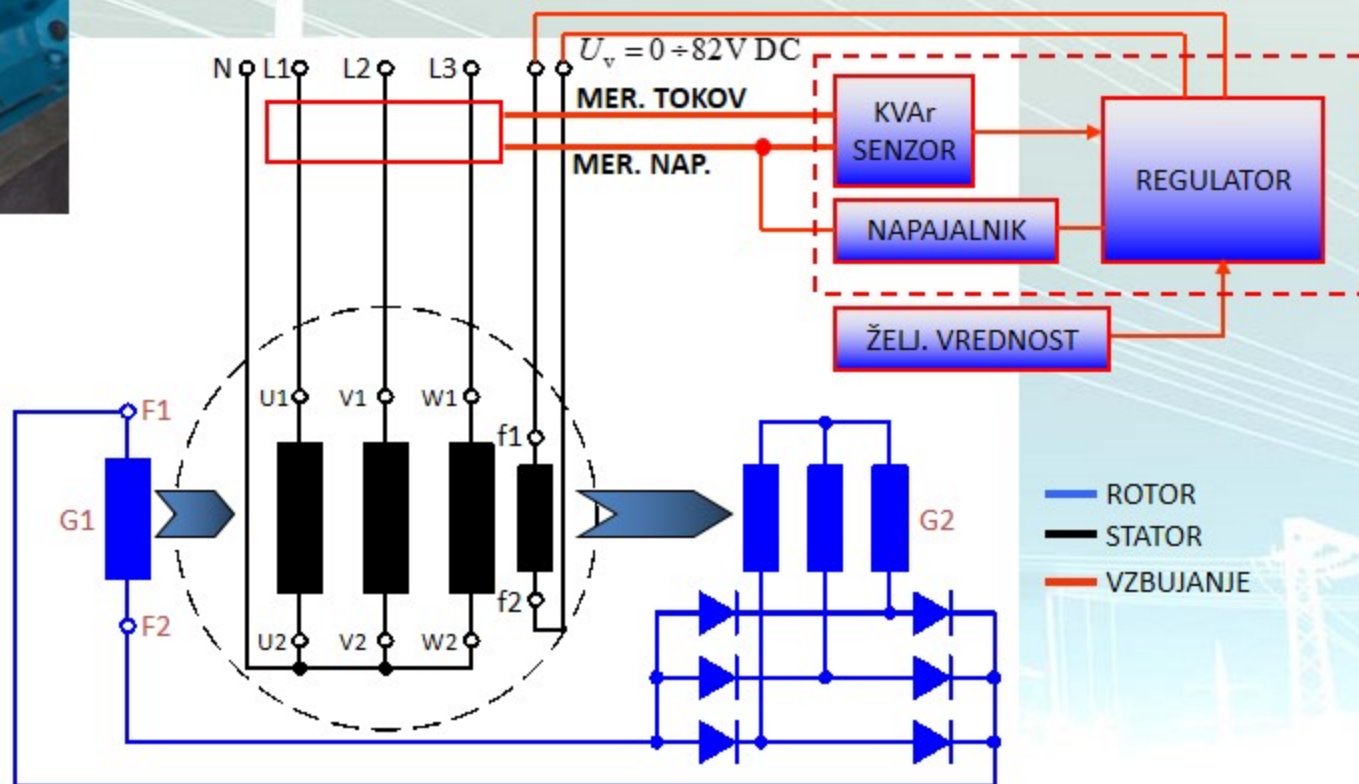 U_v = 0 ÷ 82V DC
N L1 L2 L3
MER. TOKOV
MER. NAP.
KVAr
SENZOR
REGULATOR
NAPAJALNIK
ŽELJ. VREDNOST
U1 V1 W1
F1
f1
G1
G2
ROTOR
STATOR
VZBUJANJE
f2
F2
U2 V2 W2